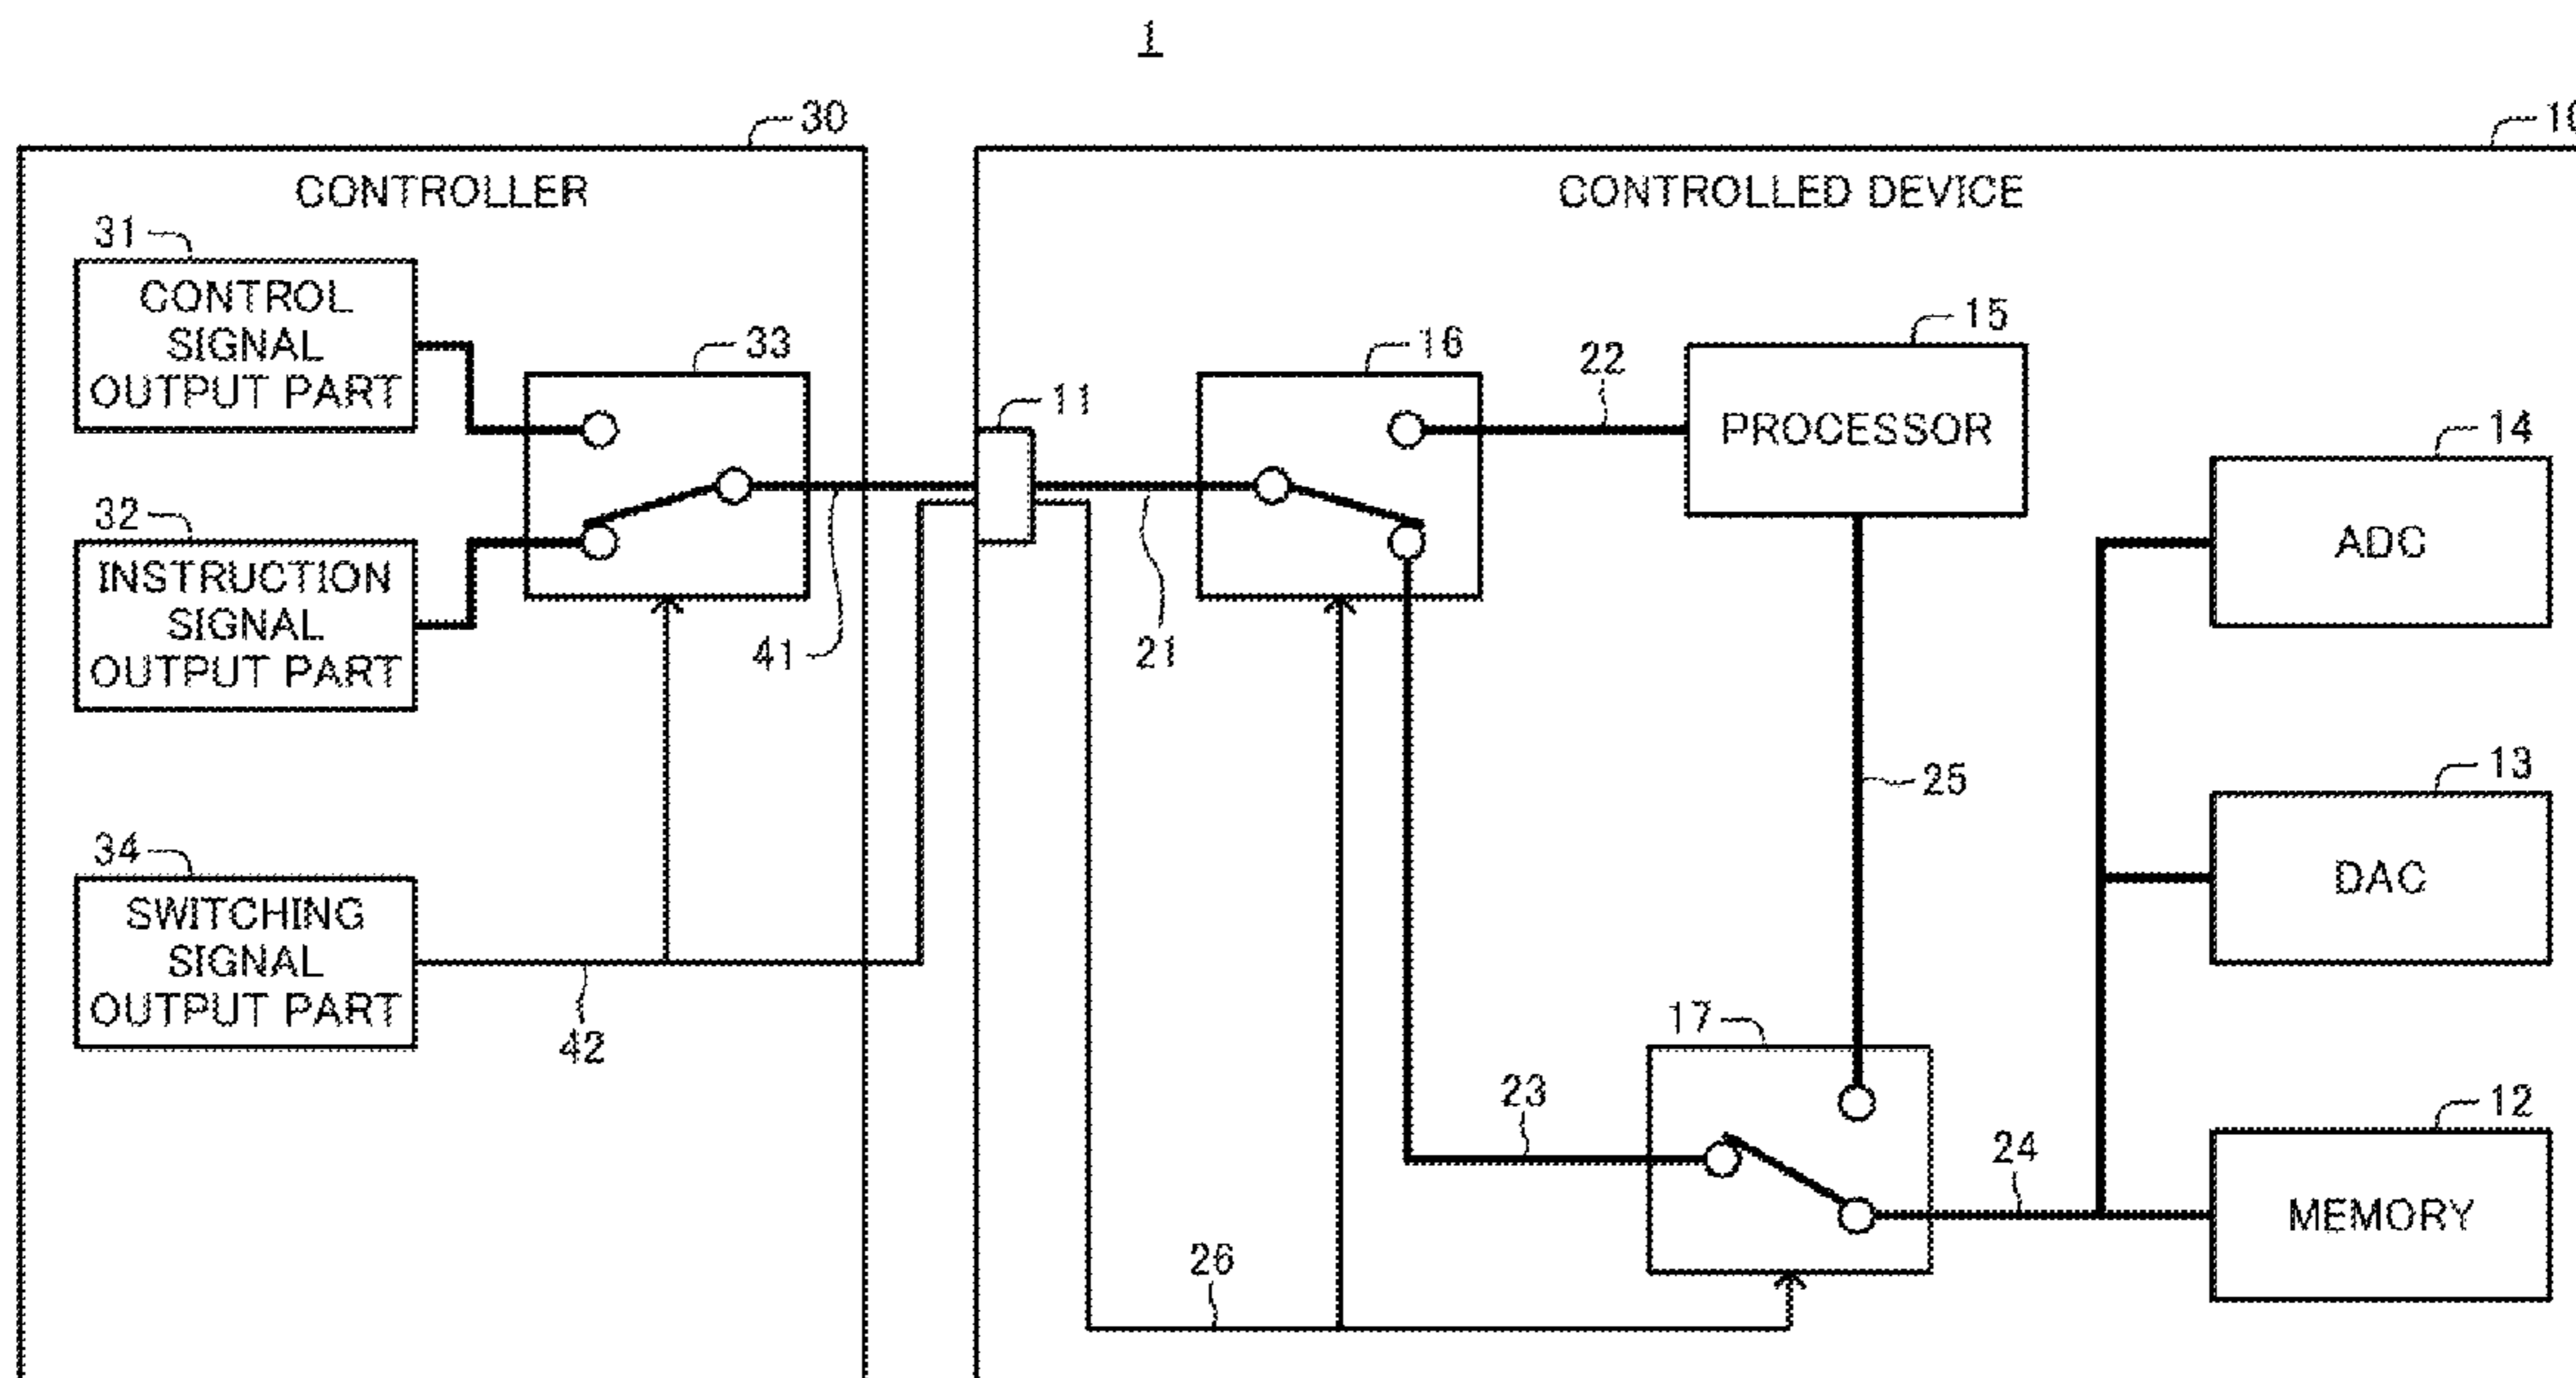 1
30
10
CONTROLLER
CONTROLLED DEVICE
31
CONTROL
SIGNAL
OUTPUT PART
33
16
22
15
11
PROCESSOR
14
ADC
32
INSTRUCTION
SIGNAL
OUTPUT PART
41
21
25
13
DAC
34
SWITCHING
SIGNAL
OUTPUT PART
42
17
23
24
12
MEMORY
26